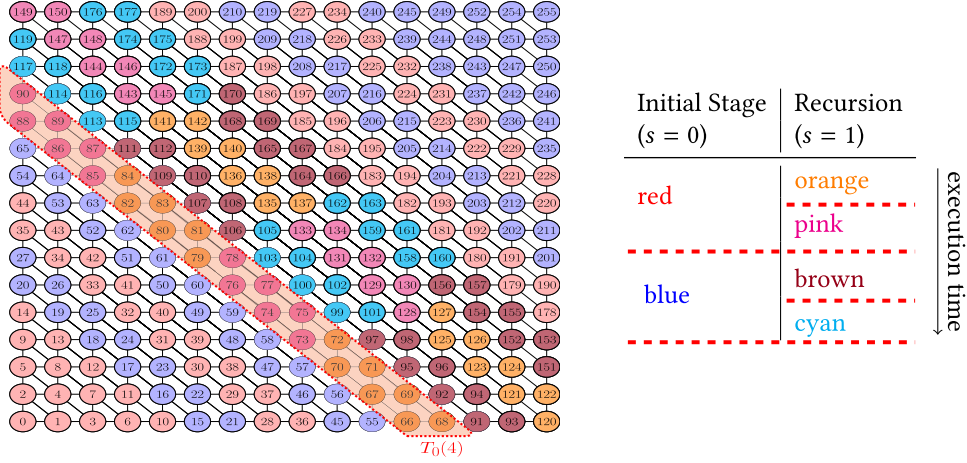 149 150 176 177 189 200 210 219 227 234 240 245 249 252 254 255
119 147 148 174 175 188 199 209 218 226 233 239 244 248 251 253
117 118 144 146 172 173 187 198 208 217 225 232 238 243 247 250
90 114 116 143 145 171 170 186 197 207 216 224 231 237 242 246
88 89 113 115 141 142 168 169 185 196 206 215 223 230 236 241
65 86 87 111 112 139 140 165 167 184 195 205 214 222 229 235
54 64 85 84 109 110 136 138 164 166 183 194 204 213 221 228
44 53 63 82 83 107 108 135 137 162 163 182 193 203 212 220
35 43 52 62 80 81 106 105 133 134 159 161 181 192 202 211
27 34 42 51 61 79 78 103 104 131 132 158 160 180 191 201
20 26 33 41 50 60 76 77 100 102 129 130 156 157 179 190
14 19 25 32 40 49 59 74 75 99 101 128 127 154 155 178
9 13 18 24 31 39 48 58 73 72 97 98 125 126 152 153
5 8 12 17 23 30 38 47 57 70 71 95 96 123 124 151
2 4 7 11 16 22 29 37 46 56 67 69 92 94 121 122
0 1 3 6 10 15 21 28 36 45 55 66 68 91 93 120
T₀(4)
Initial Stage
(s = 0)
Recursion
(s = 1)
red
orange
pink
blue
brown
cyan
execution time